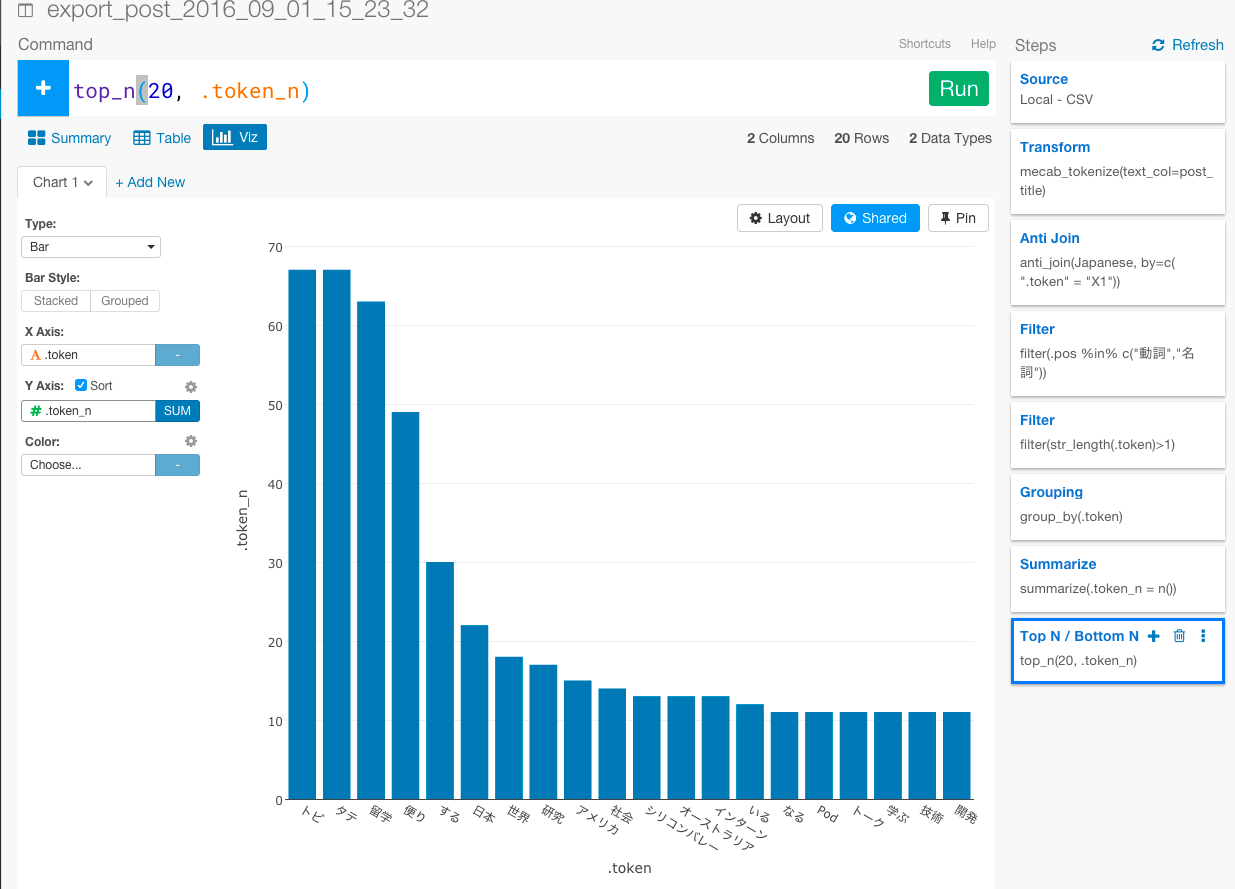 export_post_2016_09_01_15_23_32
Command
Shortcuts
Help
top_n(20, .token_n)
Run
Summary
Table
Viz
2 Columns
20 Rows
2 Data Types
Chart 1
+ Add New
Layout
Shared
Pin
Type:
Bar
Bar Style:
Stacked
Grouped
X Axis:
A .token
-
Y Axis:
Sort
# .token_n
SUM
Color:
Choose...
-
70
60
50
40
30
20
10
0
.token_n
トピ
タテ
留学
便り
する
日本
世界
研究
アメリカ
社会
シリコンバレー
オーストラリア
インターン
いる
なる
Pod
トーク
学ぶ
技術
開発
.token
Steps
Refresh
Source
Local - CSV
Transform
mecab_tokenize(text_col=post_
title)
Anti Join
anti_join(Japanese, by=c(
".token" = "X1"))
Filter
filter(.pos %in% c("動詞","名
詞"))
Filter
filter(str_length(.token)>1)
Grouping
group_by(.token)
Summarize
summarize(.token_n = n())
Top N / Bottom N
top_n(20, .token_n)